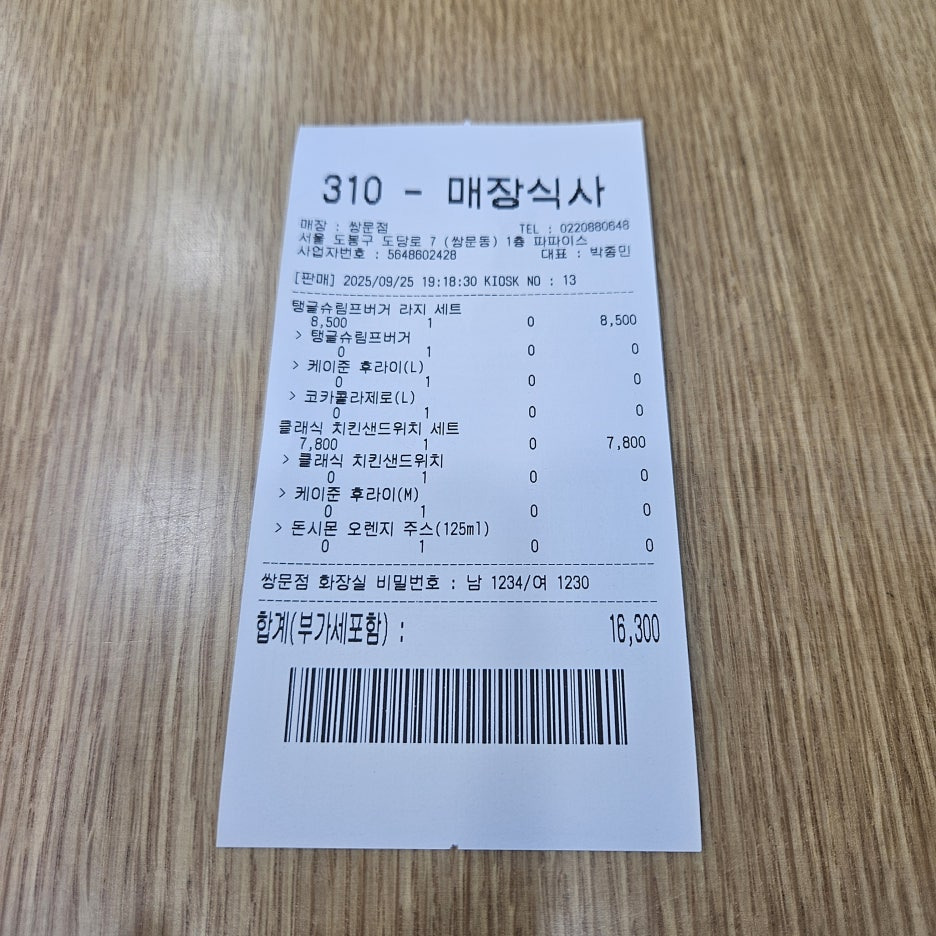 310 - 매장식사
매장 : 쌍문점 TEL : 0220880648
서울 도봉구 도당로 7 (쌍문동) 1층 파파이스
사업자번호 : 5648602428 대표 : 박종민
[판매] 2025/09/25 19:18:30 KIOSK NO : 13
탱글슈림프버거 라지 세트
8,500 1 0 8,500
> 탱글슈림프버거
0 1 0 0
> 케이준 후라이(L)
0 1 0 0
> 코카콜라제로(L)
0 1 0 0
클래식 치킨샌드위치 세트
7,800 1 0 7,800
> 클래식 치킨샌드위치
0 1 0 0
> 케이준 후라이(M)
0 1 0 0
> 돈시몬 오렌지 주스(125ml)
0 1 0 0
쌍문점 화장실 비밀번호 : 남 1234/여 1230
합계(부가세포함) : 16,300